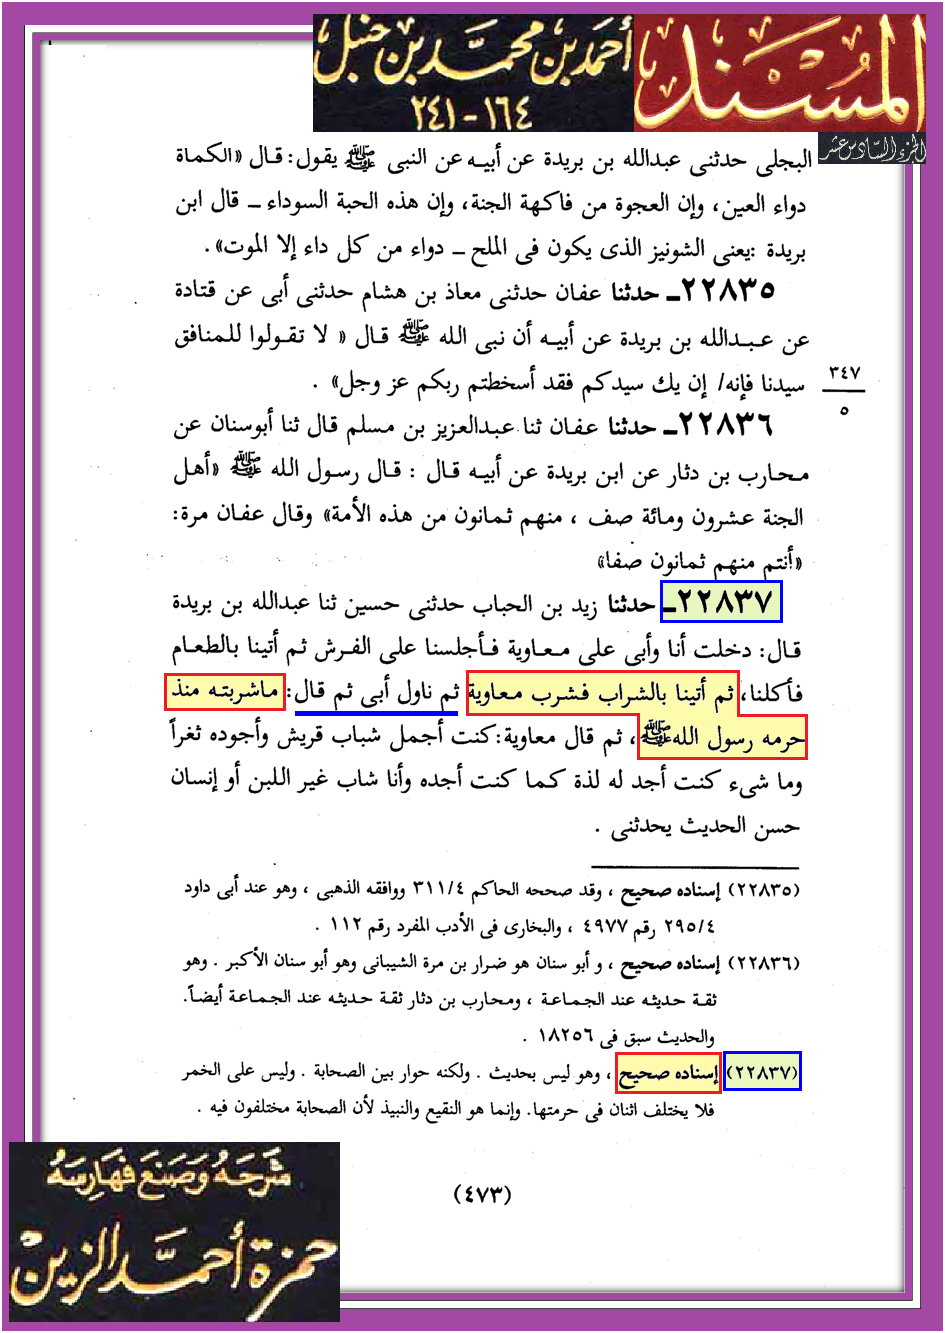 المسند
أحمد بن محمد بن حنبل
١٦٤ - ٢٤١
الجزء السادس عشر
البجلى حدثنى عبدالله بن بريدة عن أبيه عن النبى ﷺ يقول: قال «الكماة
دواء العين، وإن العجوة من فاكهة الجنة، وإن هذه الحبة السوداء ــ قال ابن
بريدة :يعنى الشونيز الذى يكون فى الملح ــ دواء من كل داء إلا الموت» .
٢٢٨٣٥ــ حدثنا عفان حدثنى معاذ بن هشام حدثنى أبى عن قتادة
عن عبدالله بن بريدة عن أبيه أن نبى الله ﷺ قال « لا تقولوا للمنافق
سيدنا فإنه/ إن يك سيدكم فقد أسخطتم ربكم عز وجل» .
٣٤٧
٥
٢٢٨٣٦ــ حدثنا عفان ثنا عبدالعزيز بن مسلم قال ثنا أبوسنان عن
محارب بن دثار عن ابن بريدة عن أبيه قال : قال رسول الله ﷺ «أهل
الجنة عشرون ومائة صف ، منهم ثمانون من هذه الأمة» وقال عفان مرة:
«أنتم منهم ثمانون صفا»
٢٢٨٣٧ــ حدثنا زيد بن الحباب حدثنى حسين ثنا عبدالله بن بريدة
قال: دخلت أنا وأبى على معاوية فأجلسنا على الفرش ثم أتينا بالطعام
فأكلنا، ثم أتينا بالشراب فشرب معاوية ثم ناول أبى ثم قال: ماشربته منذ
حرمه رسول الله ﷺ ، ثم قال معاوية:كنت أجمل شباب قريش وأجوده ثغراً
وما شىء كنت أجد له لذة كما كنت أجده وأنا شاب غير اللبن أو إنسان
حسن الحديث يحدثنى .
(٢٢٨٣٥) إسناده صحيح ، وقد صححه الحاكم ٣١١/٤ ووافقه الذهبى ، وهو عند أبى داود
٢٩٥/٤ رقم ٤٩٧٧ ، والبخارى فى الأدب المفرد رقم ١١٢ .
(٢٢٨٣٦) إسناده صحيح ، و أبو سنان هو ضرار بن مرة الشيبانى وهو أبو سنان الأكبر . وهو
ثقة حديثه عند الجماعة ، ومحارب بن دثار ثقة حديثه عند الجماعة أيضاً.
والحديث سبق فى ١٨٢٥٦ .
(٢٢٨٣٧) إسناده صحيح ، وهو ليس بحديث . ولكنه حوار بين الصحابة . وليس على الخمر
فلا يختلف اثنان فى حرمتها. وإنما هو النقيع والنبيذ لأن الصحابة مختلفون فيه .
(٤٧٣)
شرحه وصنع فهارسه
حمزة أحمد الزين